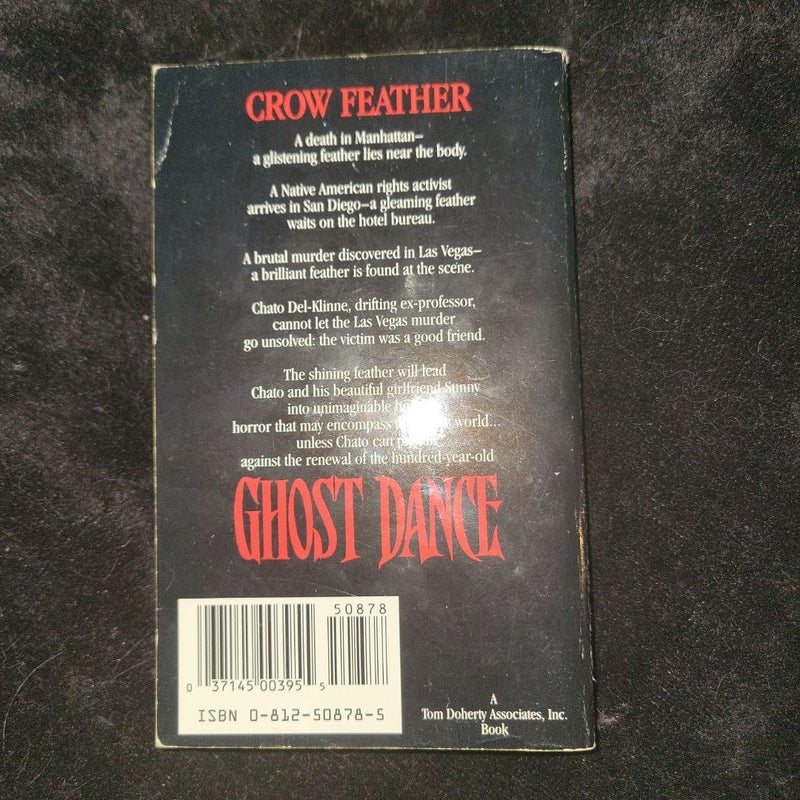 CROW FEATHER
A death in Manhattan—
a glistening feather lies near the body.
A Native American rights activist
arrives in San Diego—a gleaming feather
waits on the hotel bureau.
A brutal murder discovered in Las Vegas—
a brilliant feather is found at the scene.
Chato Del-Klinne, drifting ex-professor,
cannot let the Las Vegas murder
go unsolved: the victim was a good friend.
The shining feather will lead
Chato and his beautiful girlfriend Sunny
into unimaginable
horror that may encompass world...
unless Chato can
against the renewal of the hundred-year-old
GHOST DANCE
50878
0 37145 00395 5
ISBN 0-812-50878-5
A
Tom Doherty Associates, Inc.
Book